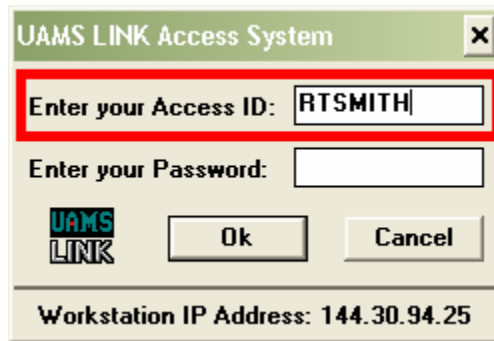 UAMS LINK Access System
Enter your Access ID: RTSMITH
Enter your Password:
UAMS
LINK
Ok Cancel
Workstation IP Address: 144.30.94.25